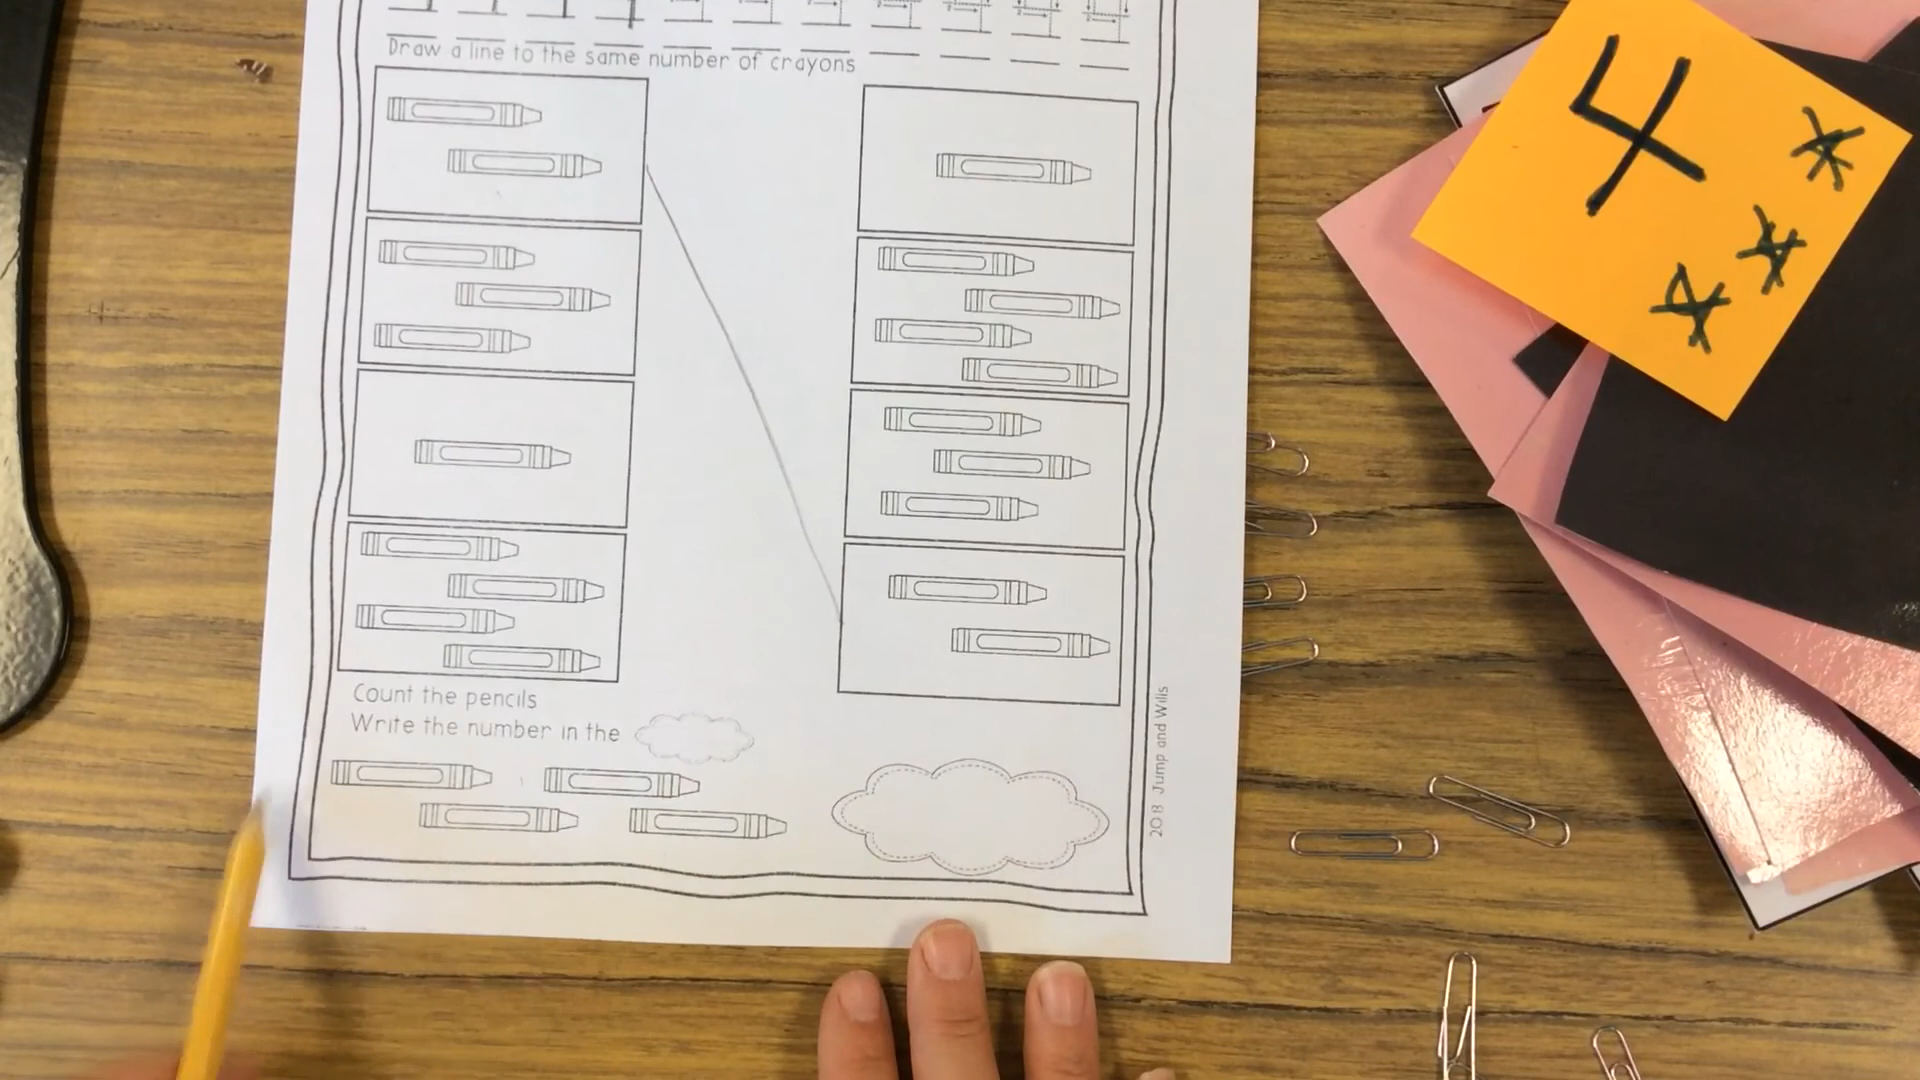 Draw a line to the same number of crayons
Count the pencils
Write the number in the
2013 Jump and Wills
4